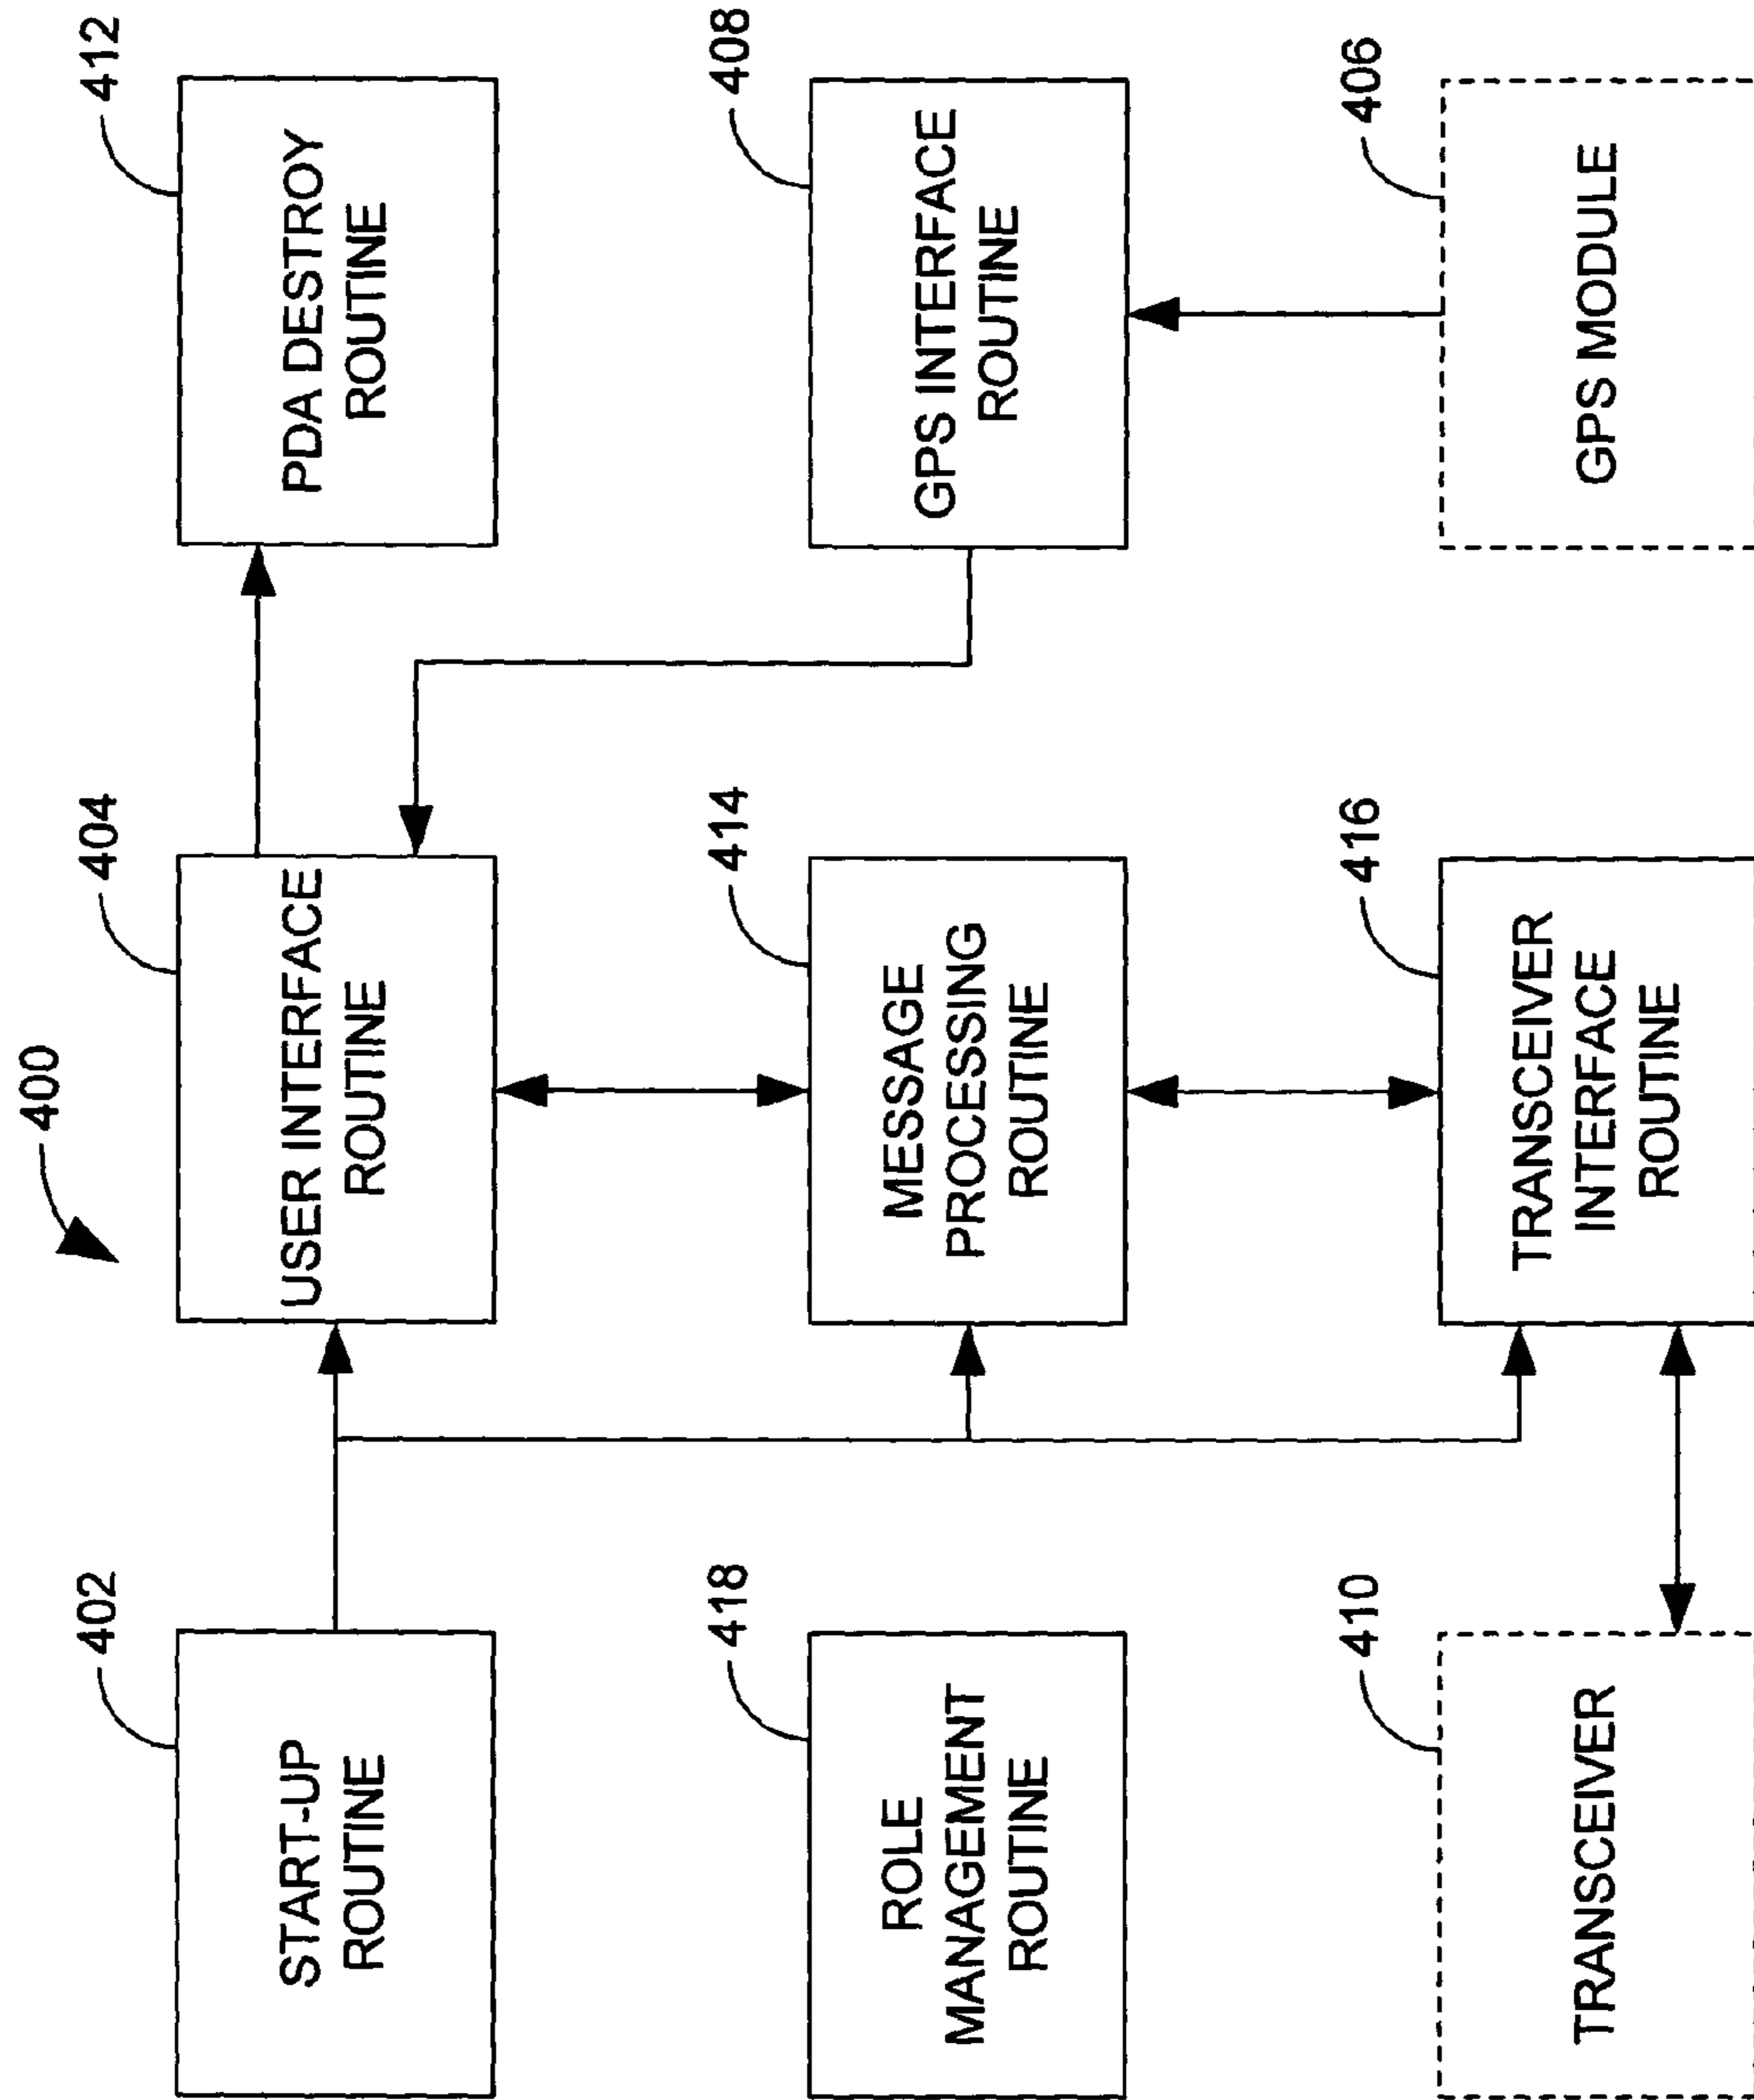 400
402
START-UP
ROUTINE
404
USER INTERFACE
ROUTINE
412
PDA DESTROY
ROUTINE
418
ROLE
MANAGEMENT
ROUTINE
414
MESSAGE
PROCESSING
ROUTINE
408
GPS INTERFACE
ROUTINE
410
TRANSCEIVER
416
TRANSCEIVER
INTERFACE
ROUTINE
406
GPS MODULE